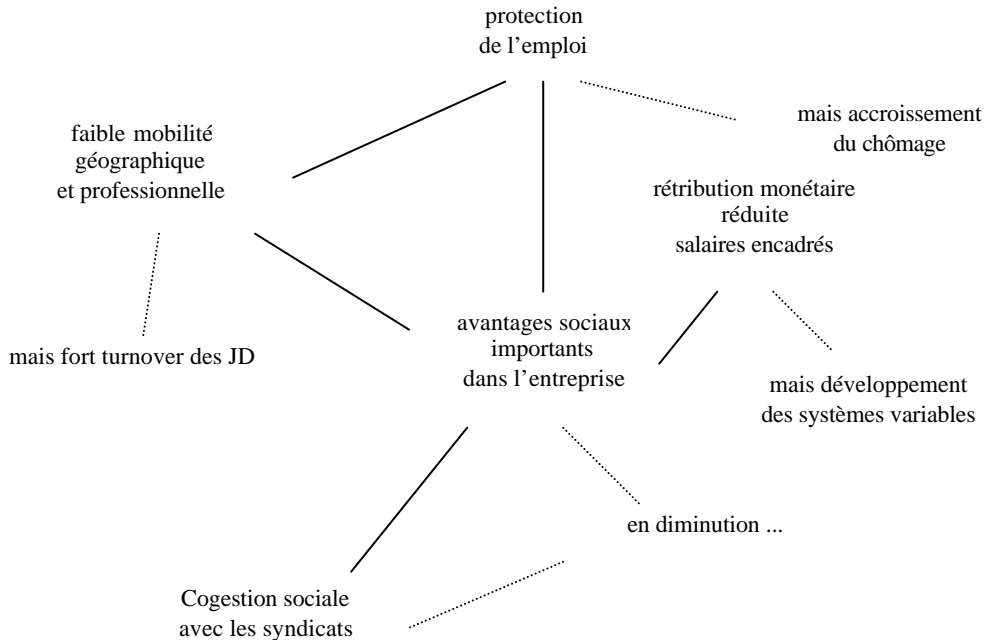 protection
de l’emploi
mais accroissement
du chômage
faible mobilité
géographique
et professionnelle
rétribution monétaire
réduite
salaires encadrés
avantages sociaux
importants
dans l’entreprise
mais fort turnover des JD
mais développement
des systèmes variables
en diminution ...
Cogestion sociale
avec les syndicats